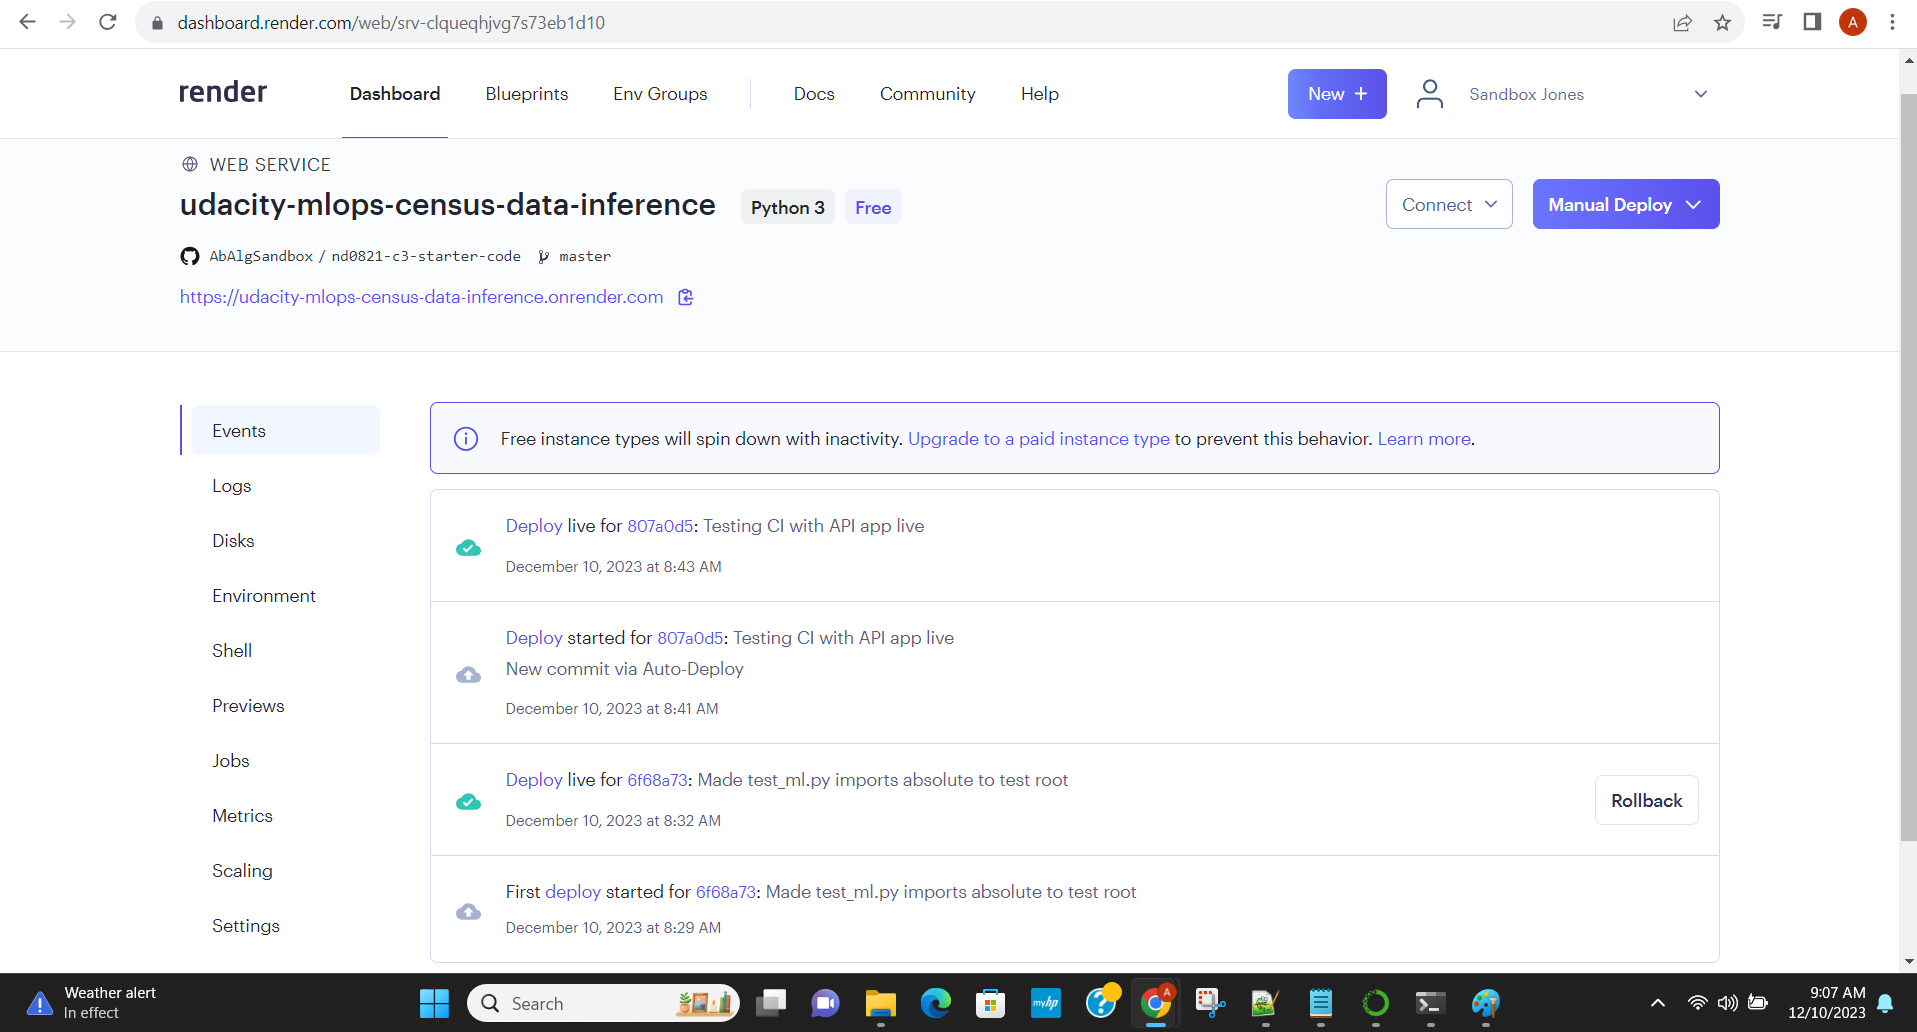 dashboard.render.com/web/srv-clqueqhjvg7s73eb1d10
A
render
Dashboard
Blueprints
Env Groups
Docs
Community
Help
New +
Sandbox Jones
WEB SERVICE
udacity-mlops-census-data-inference
Python 3
Free
Connect
Manual Deploy
AbAlgSandbox / nd0821-c3-starter-code
master
https://udacity-mlops-census-data-inference.onrender.com
Events
Logs
Disks
Environment
Shell
Previews
Jobs
Metrics
Scaling
Settings
Free instance types will spin down with inactivity. Upgrade to a paid instance type to prevent this behavior. Learn more.
Deploy live for 807a0d5: Testing CI with API app live
December 10, 2023 at 8:43 AM
Deploy started for 807a0d5: Testing CI with API app live
New commit via Auto-Deploy
December 10, 2023 at 8:41 AM
Deploy live for 6f68a73: Made test_ml.py imports absolute to test root
December 10, 2023 at 8:32 AM
Rollback
First deploy started for 6f68a73: Made test_ml.py imports absolute to test root
December 10, 2023 at 8:29 AM
Weather alert
In effect
Search
myhp
A
9:07 AM
12/10/2023